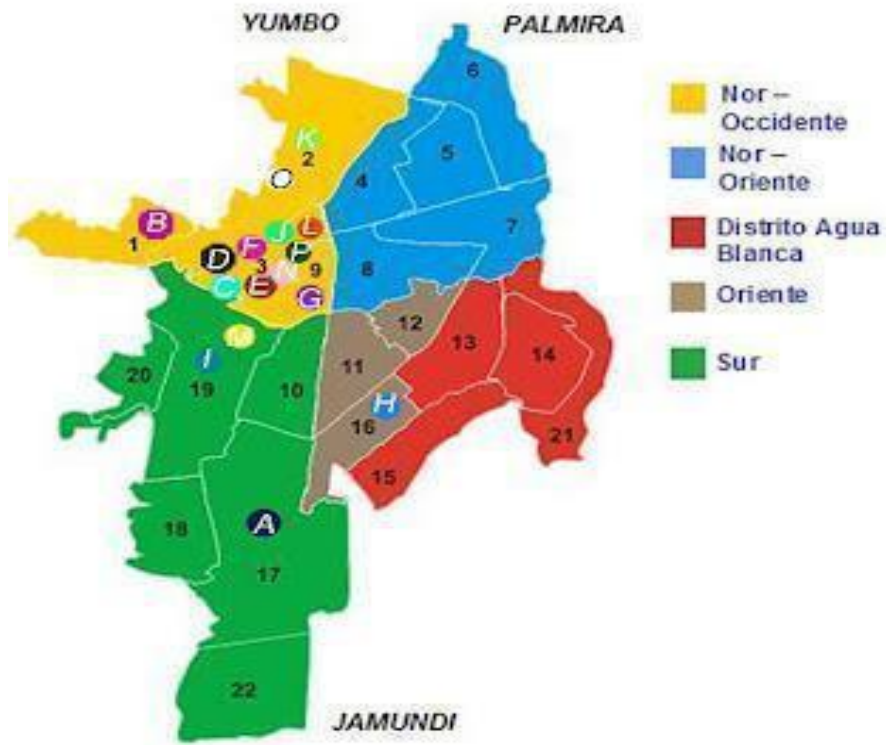 YUMBO
PALMIRA
6
Nor –
Occidente
K
2
5
Nor –
Oriente
O
4
B
1
J
L
7
Distrito Agua
Blanca
F
P
D
3
N
9
8
C
E
G
Oriente
12
M
13
14
Sur
I
11
20
19
10
H
16
21
15
18
A
17
22
JAMUNDI